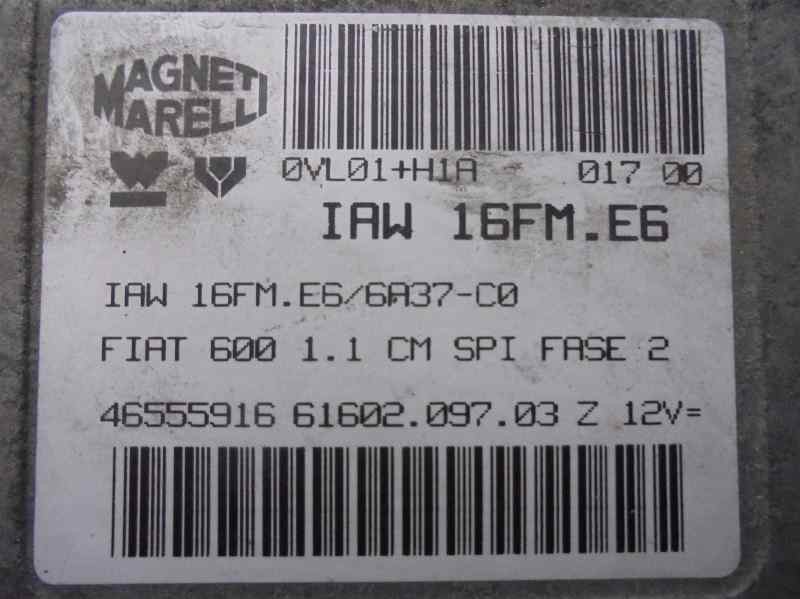 MAGNETI
MARELLI
0VL01+H1A 017 00
IAW 16FM.E6
IAW 16FM.E6/6A37-C0
FIAT 600 1.1 CM SPI FASE 2
46555916 61602.097.03 Z 12V=